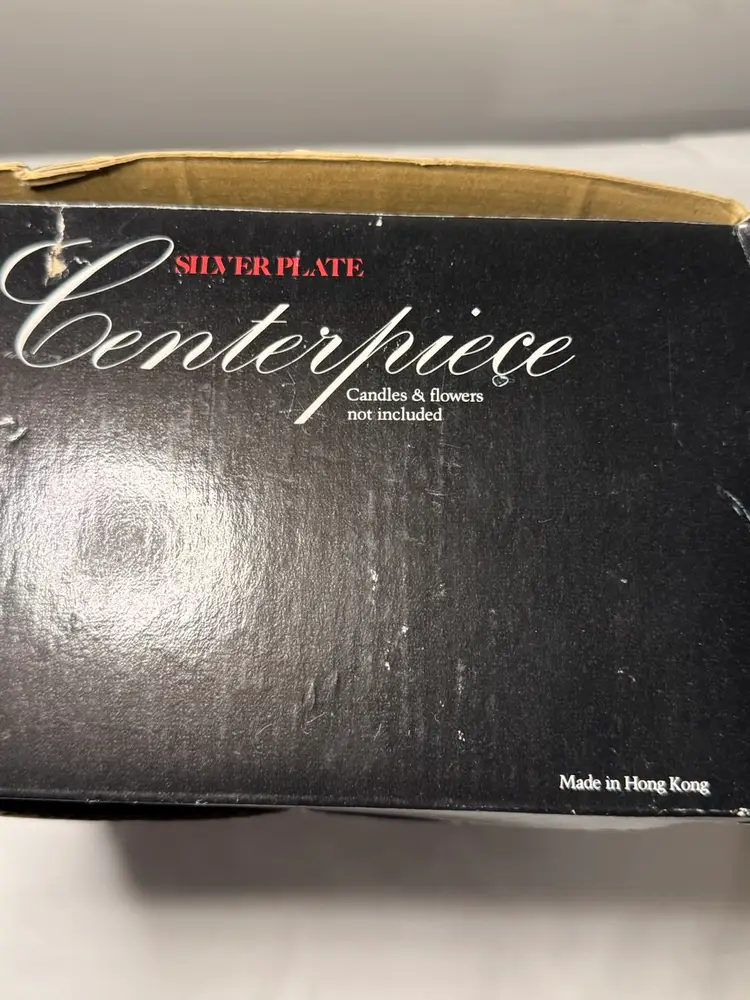 SILVER PLATE
Centerpiece
Candles & flowers
not included
Made in Hong Kong